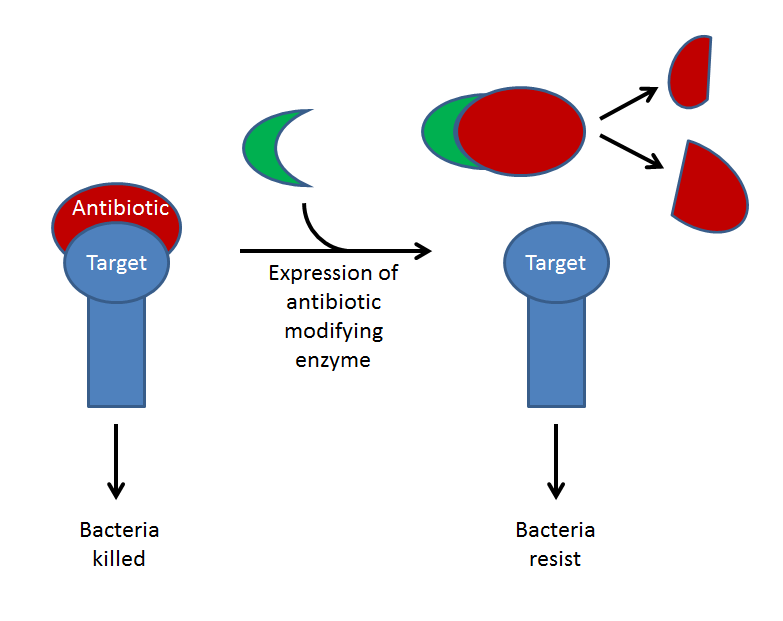 Antibiotic
Target
Bacteria
killed
Expression of
antibiotic
modifying
enzyme
Target
Bacteria
resist